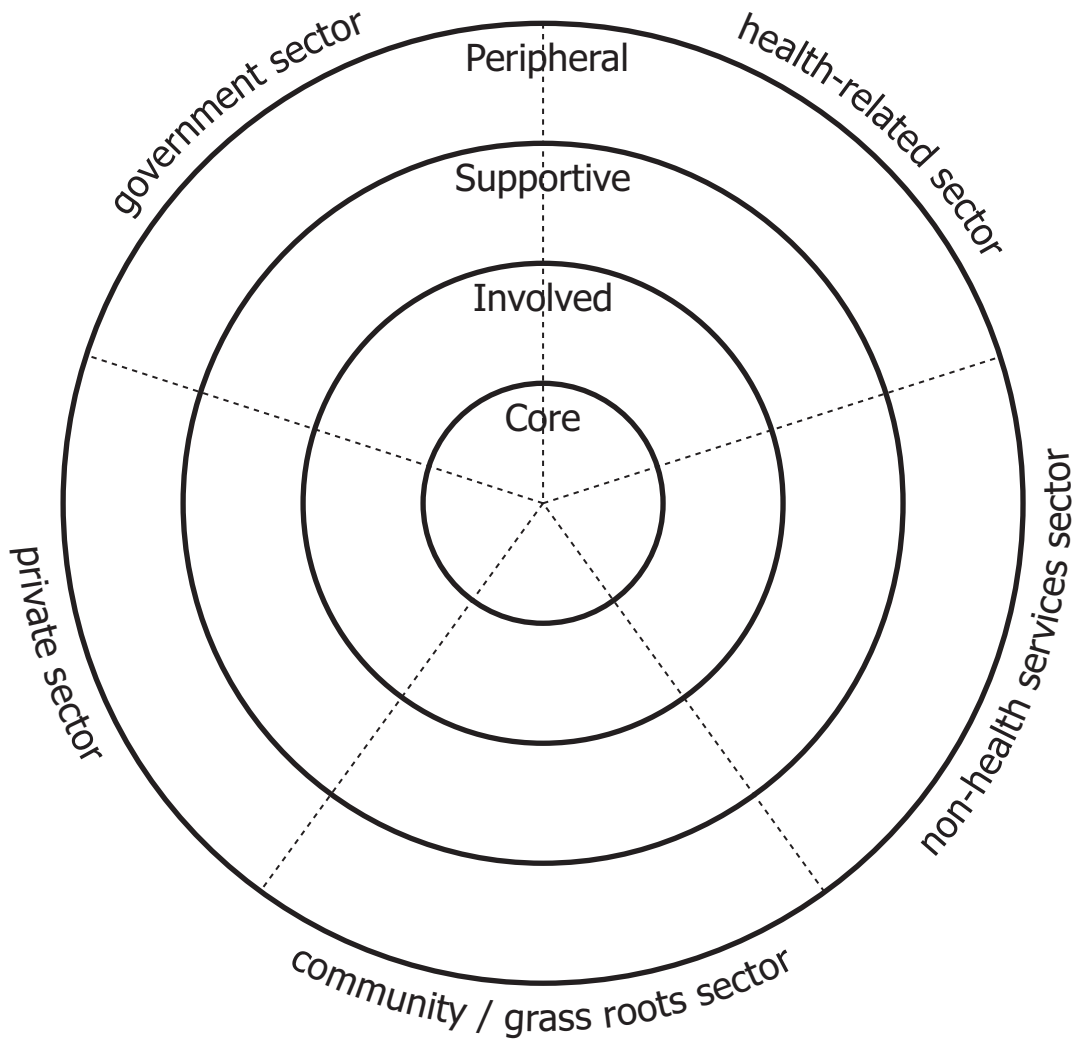 government sector
health-related sector
Peripheral
Supportive
Involved
Core
private sector
non-health services sector
community / grass roots sector